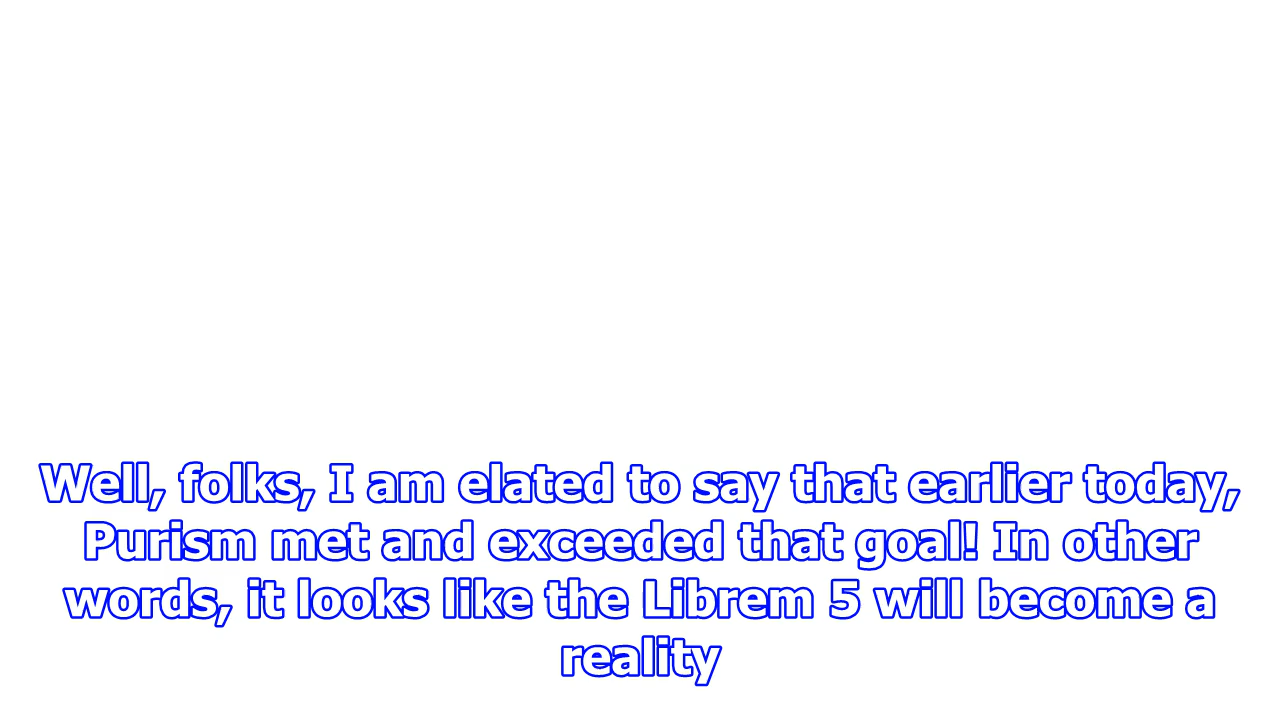 Well, folks, I am elated to say that earlier today,
Purism met and exceeded that goal! In other
words, it looks like the Librem 5 will become a
reality